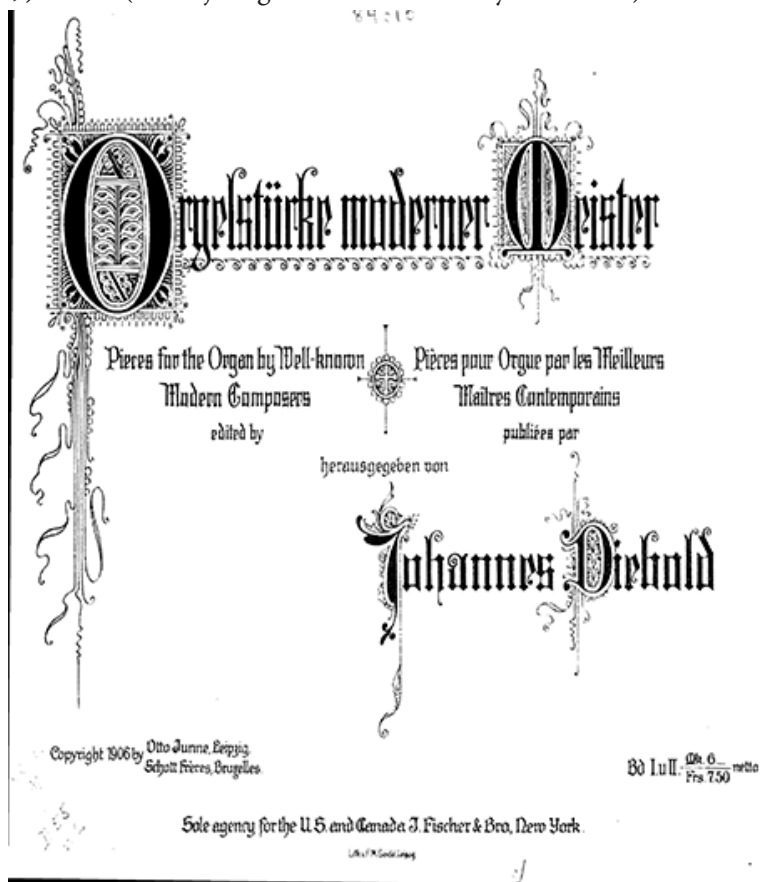 Orgelstücke moderner Meister
Pieces for the Organ by Well-known
Modern Composers
edited by
Pièces pour Orgue par les Meilleurs
Maîtres Contemporains
publiées par
herausgegeben von
Johannes Diebold
Copyright 1906 by Otto Junne, Leipzig.
Schott Frères, Bruxelles.
Bd I.u II. Mk. 6._ netto
Frs. 7.50
Sole agency for the U.S. and Canada J. Fischer & Bro, New York.